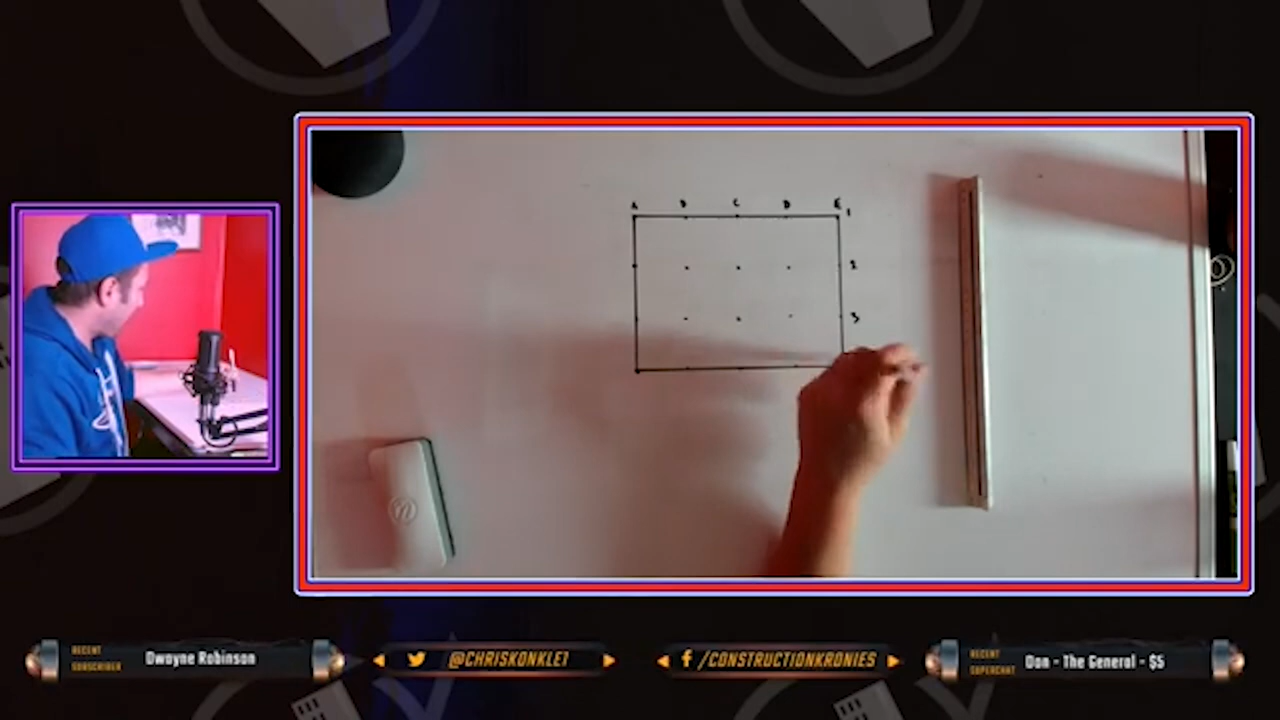 A B C D E
1
2
3
RECENT
SUBSCRIBER
Dwayne Robinson
@CHRISKONKLE1
/CONSTRUCTIONKRONIES
RECENT
SUPERCHAT
Don - The General - $5